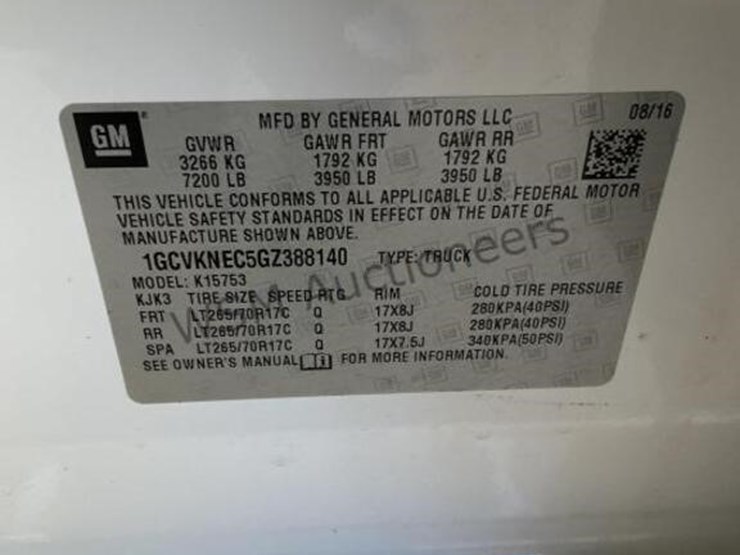 GM
MFD BY GENERAL MOTORS LLC 08/16
GVWR GAWR FRT GAWR RR
3266 KG 1792 KG 1792 KG
7200 LB 3950 LB 3950 LB
THIS VEHICLE CONFORMS TO ALL APPLICABLE U.S. FEDERAL MOTOR
VEHICLE SAFETY STANDARDS IN EFFECT ON THE DATE OF
MANUFACTURE SHOWN ABOVE.
1GCVKNEC5GZ388140 TYPE: TRUCK
MODEL: K15753
KJK3 TIRE SIZE SPEED RTG RIM COLD TIRE PRESSURE
FRT LT265/70R17C Q 17X8J 280KPA(40PSI)
RR LT265/70R17C Q 17X8J 280KPA(40PSI)
SPA LT265/70R17C Q 17X7.5J 340KPA(50PSI)
SEE OWNER'S MANUAL FOR MORE INFORMATION.
Auctioneers